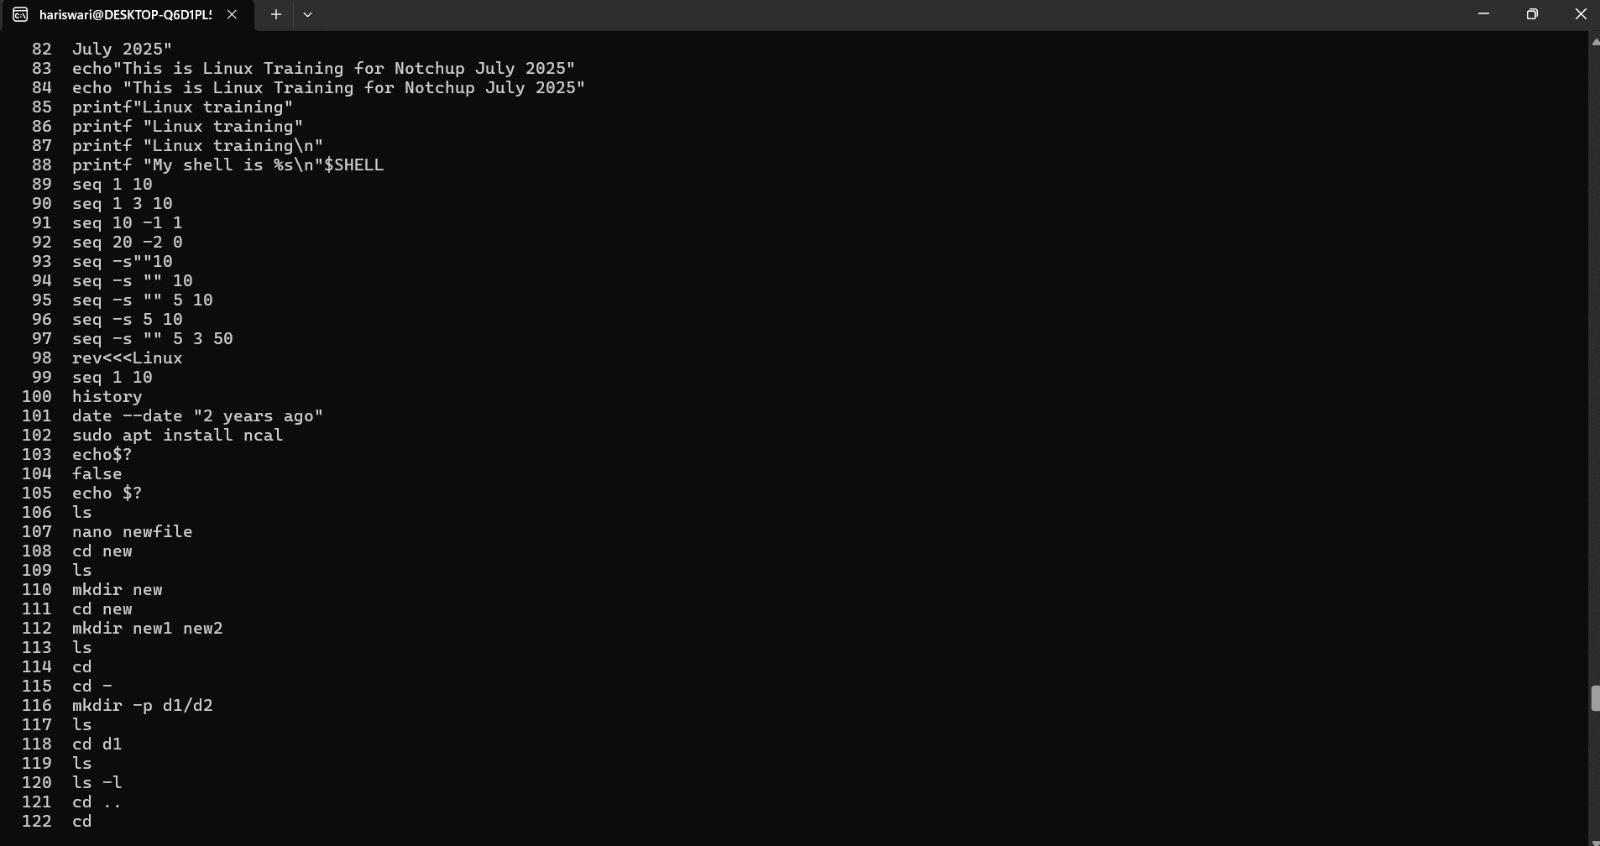 hariswari@DESKTOP-Q6D1PL5
82 July 2025"
83 echo"This is Linux Training for Notchup July 2025"
84 echo "This is Linux Training for Notchup July 2025"
85 printf"Linux training"
86 printf "Linux training"
87 printf "Linux training\n"
88 printf "My shell is %s\n"$SHELL
89 seq 1 10
90 seq 1 3 10
91 seq 10 -1 1
92 seq 20 -2 0
93 seq -s""10
94 seq -s "" 10
95 seq -s "" 5 10
96 seq -s 5 10
97 seq -s "" 5 3 50
98 rev<<<Linux
99 seq 1 10
100 history
101 date --date "2 years ago"
102 sudo apt install ncal
103 echo$?
104 false
105 echo $?
106 ls
107 nano newfile
108 cd new
109 ls
110 mkdir new
111 cd new
112 mkdir new1 new2
113 ls
114 cd
115 cd -
116 mkdir -p d1/d2
117 ls
118 cd d1
119 ls
120 ls -l
121 cd ..
122 cd